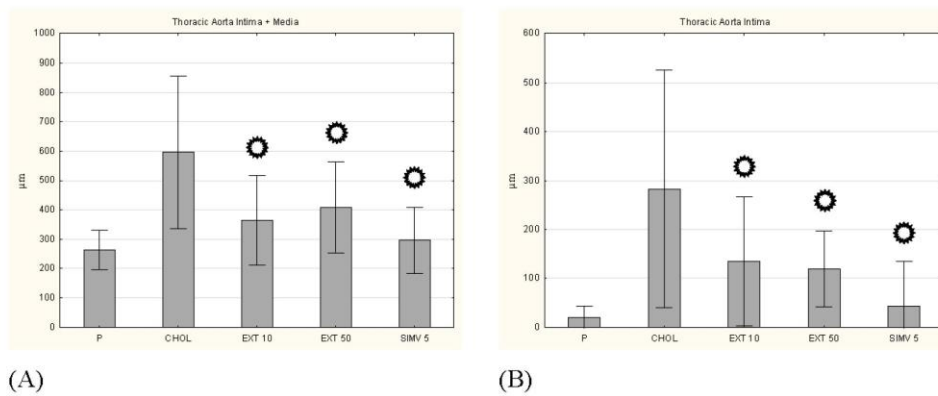 Thoracic Aorta Intima + Media
1000
900
800
700
600
500
400
300
200
100
0
µm
P CHOL EXT 10 EXT 50 SIMV 5
(A)
Thoracic Aorta Intima
600
500
400
300
200
100
0
µm
P CHOL EXT 10 EXT 50 SIMV 5
(B)